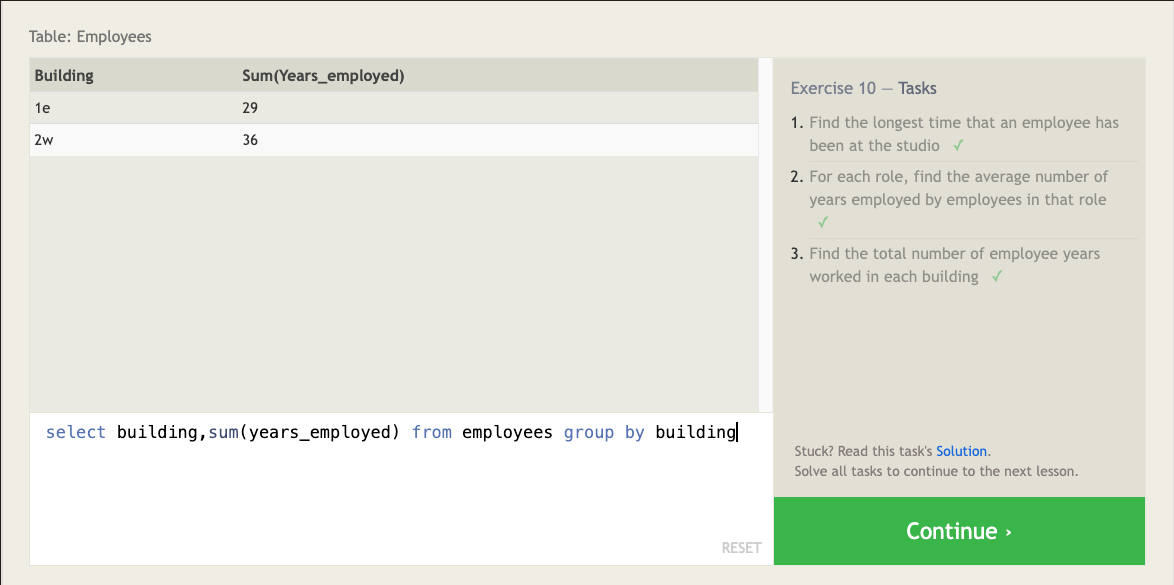 Table: Employees
Building Sum(Years_employed)
1e 29
2w 36
select building,sum(years_employed) from employees group by building
RESET
Exercise 10 — Tasks
1. Find the longest time that an employee has
been at the studio ✓
2. For each role, find the average number of
years employed by employees in that role
✓
3. Find the total number of employee years
worked in each building ✓
Stuck? Read this task's Solution.
Solve all tasks to continue to the next lesson.
Continue ›